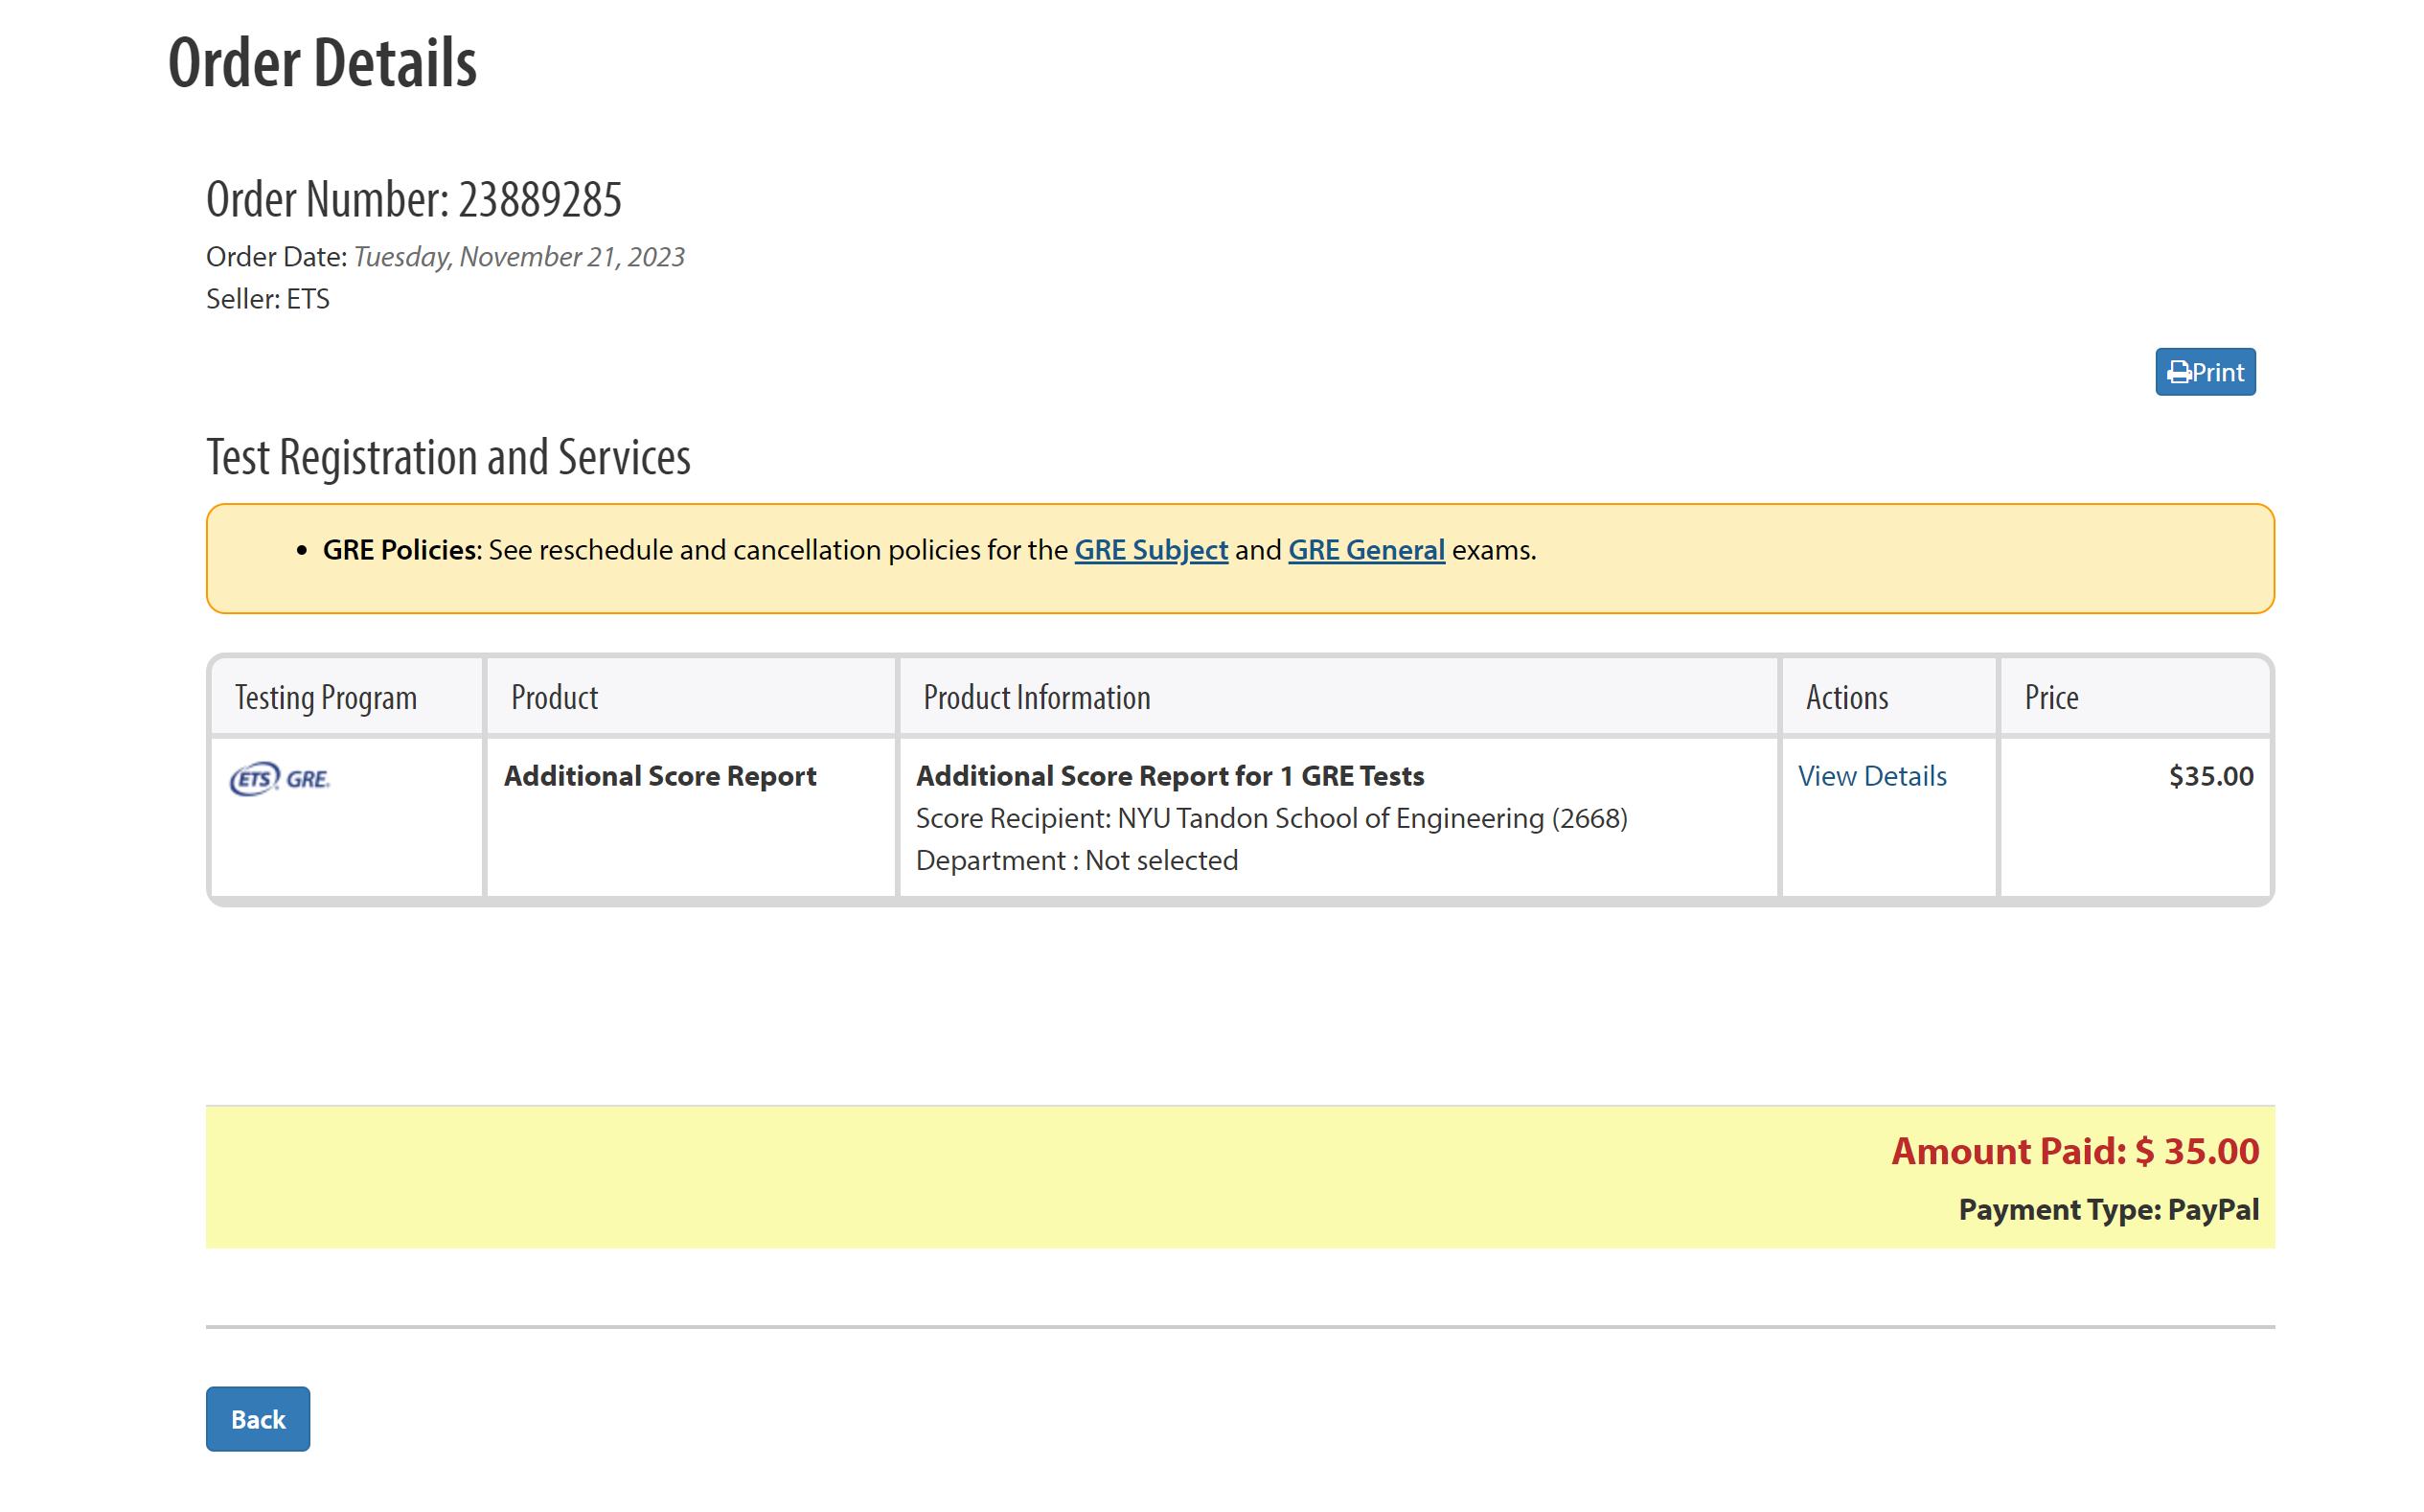 Order Details
Order Number: 23889285
Order Date: Tuesday, November 21, 2023
Seller: ETS
Print
Test Registration and Services
• GRE Policies: See reschedule and cancellation policies for the GRE Subject and GRE General exams.
Testing Program Product Product Information Actions Price
ETS GRE. Additional Score Report Additional Score Report for 1 GRE Tests View Details $35.00
Score Recipient: NYU Tandon School of Engineering (2668)
Department : Not selected
Amount Paid: $ 35.00
Payment Type: PayPal
Back